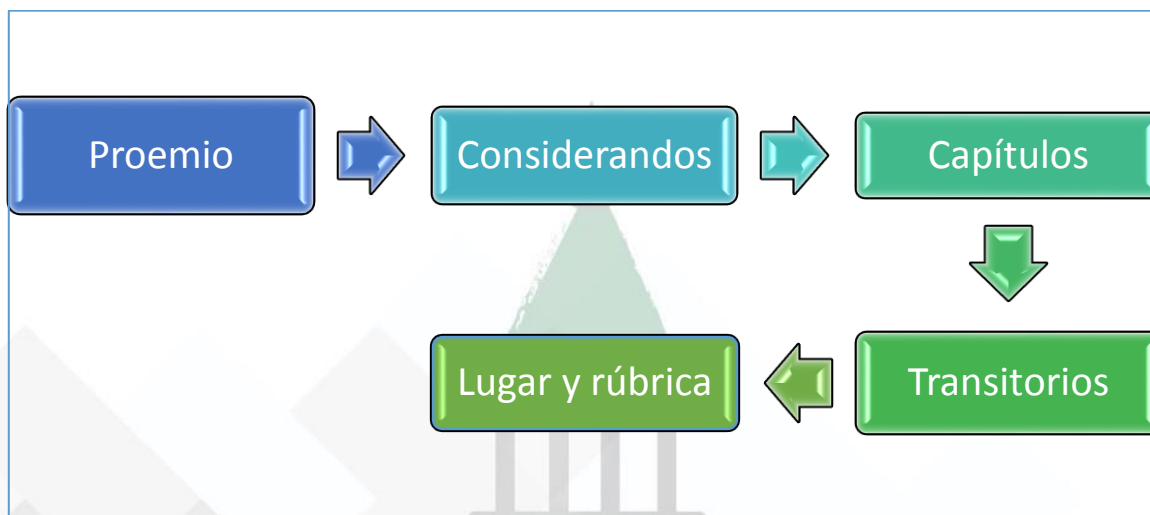 Proemio
Considerandos
Capítulos
Transitorios
Lugar y rúbrica